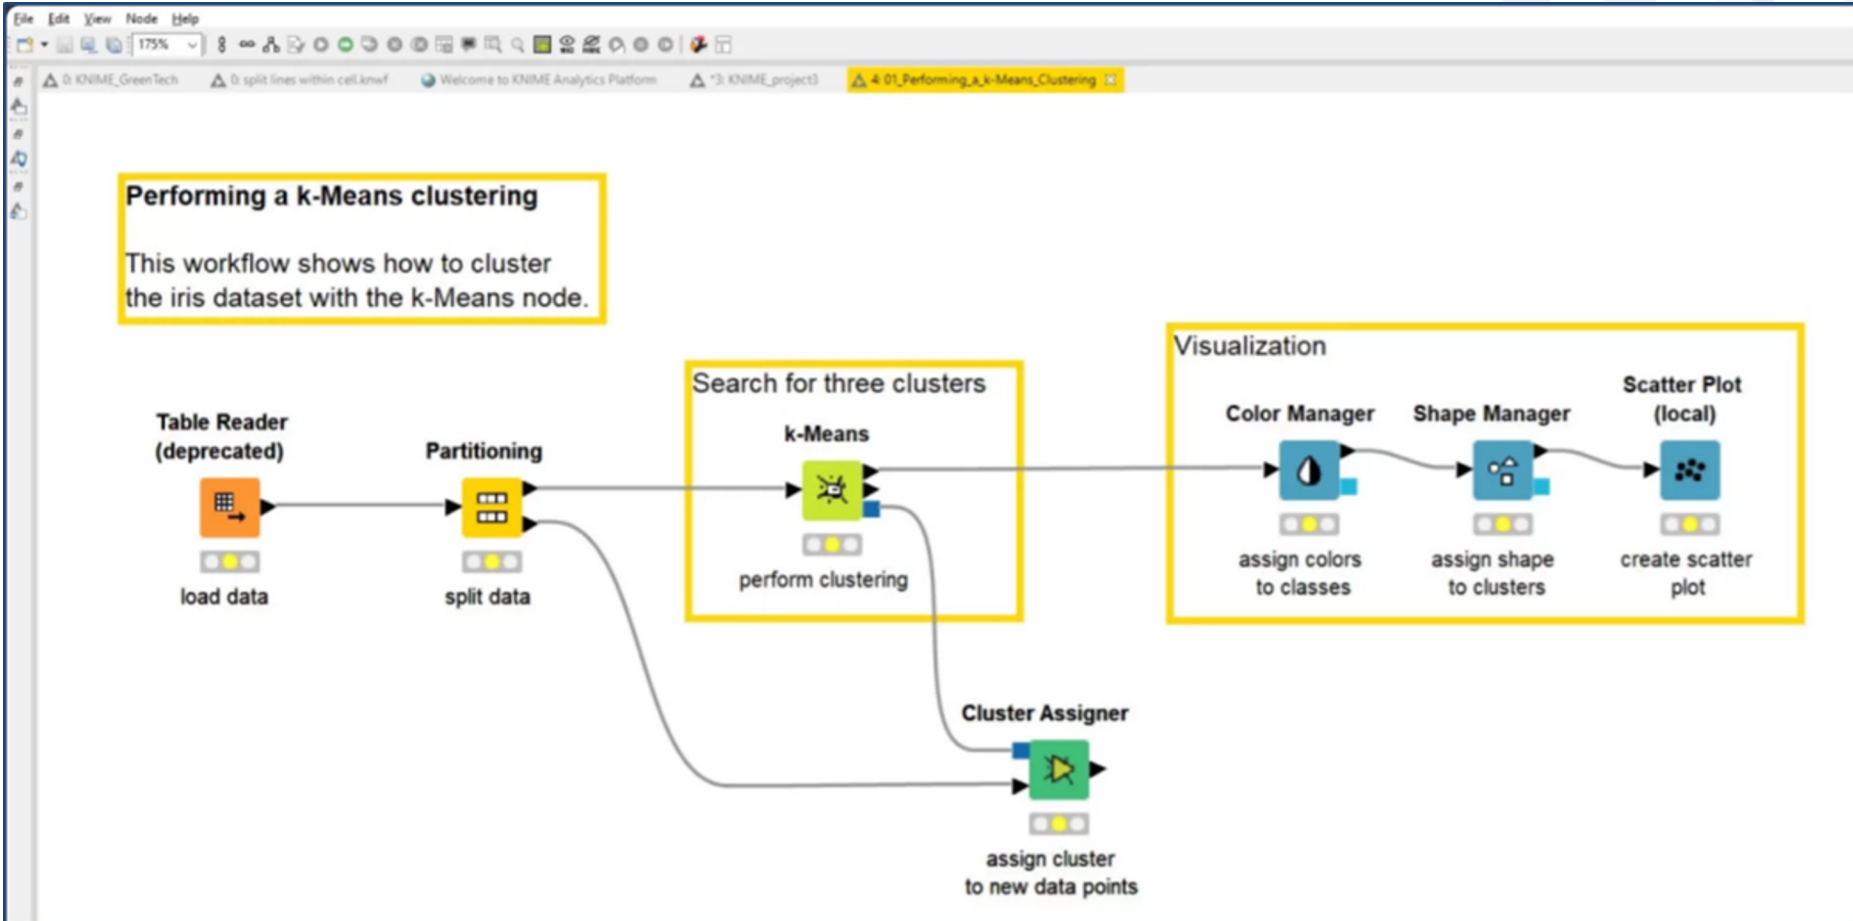 File Edit View Node Help
175%
0: KNIME_GreenTech
0: split lines within cell.knwf
Welcome to KNIME Analytics Platform
*3: KNIME_project3
4: 01_Performing_a_k-Means_Clustering
Performing a k-Means clustering
This workflow shows how to cluster
the iris dataset with the k-Means node.
Table Reader
(deprecated)
load data
Partitioning
split data
Search for three clusters
k-Means
perform clustering
Visualization
Color Manager
assign colors
to classes
Shape Manager
assign shape
to clusters
Scatter Plot
(local)
create scatter
plot
Cluster Assigner
assign cluster
to new data points